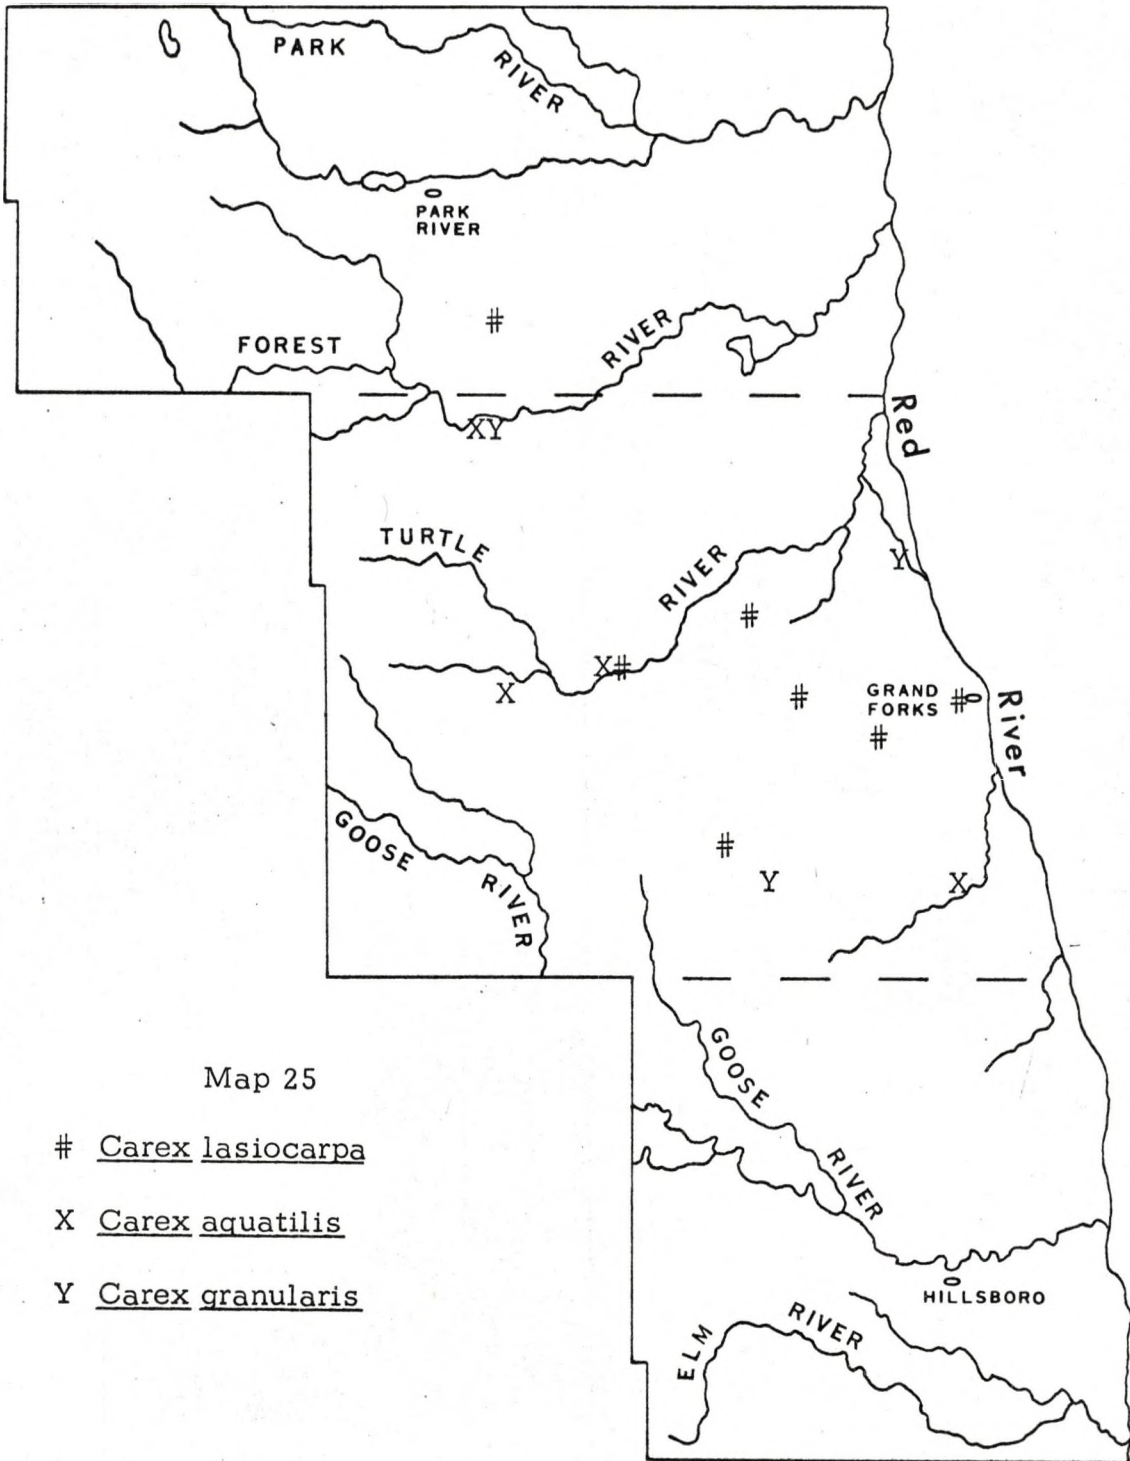 PARK
RIVER
PARK
RIVER
#
FOREST
RIVER
Red
XY
TURTLE
RIVER
Y
#
X#
X
#
GRAND
FORKS
#
River
#
GOOSE
RIVER
#
Y
X
GOOSE
RIVER
Map 25
# Carex lasiocarpa
X Carex aquatilis
Y Carex granularis
HILLSBORO
ELM
RIVER